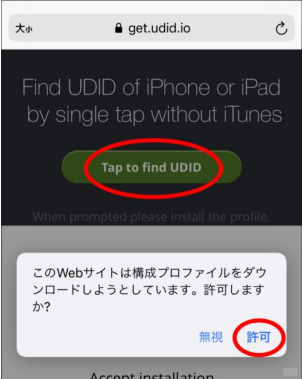 大小 get.udid.io
Find UDID of iPhone or iPad
by single tap without iTunes
Tap to find UDID
When prompted please install the profile.
このWebサイトは構成プロファイルをダウ
ンロードしようとしています。許可します
か?
無視 許可
Accept installation